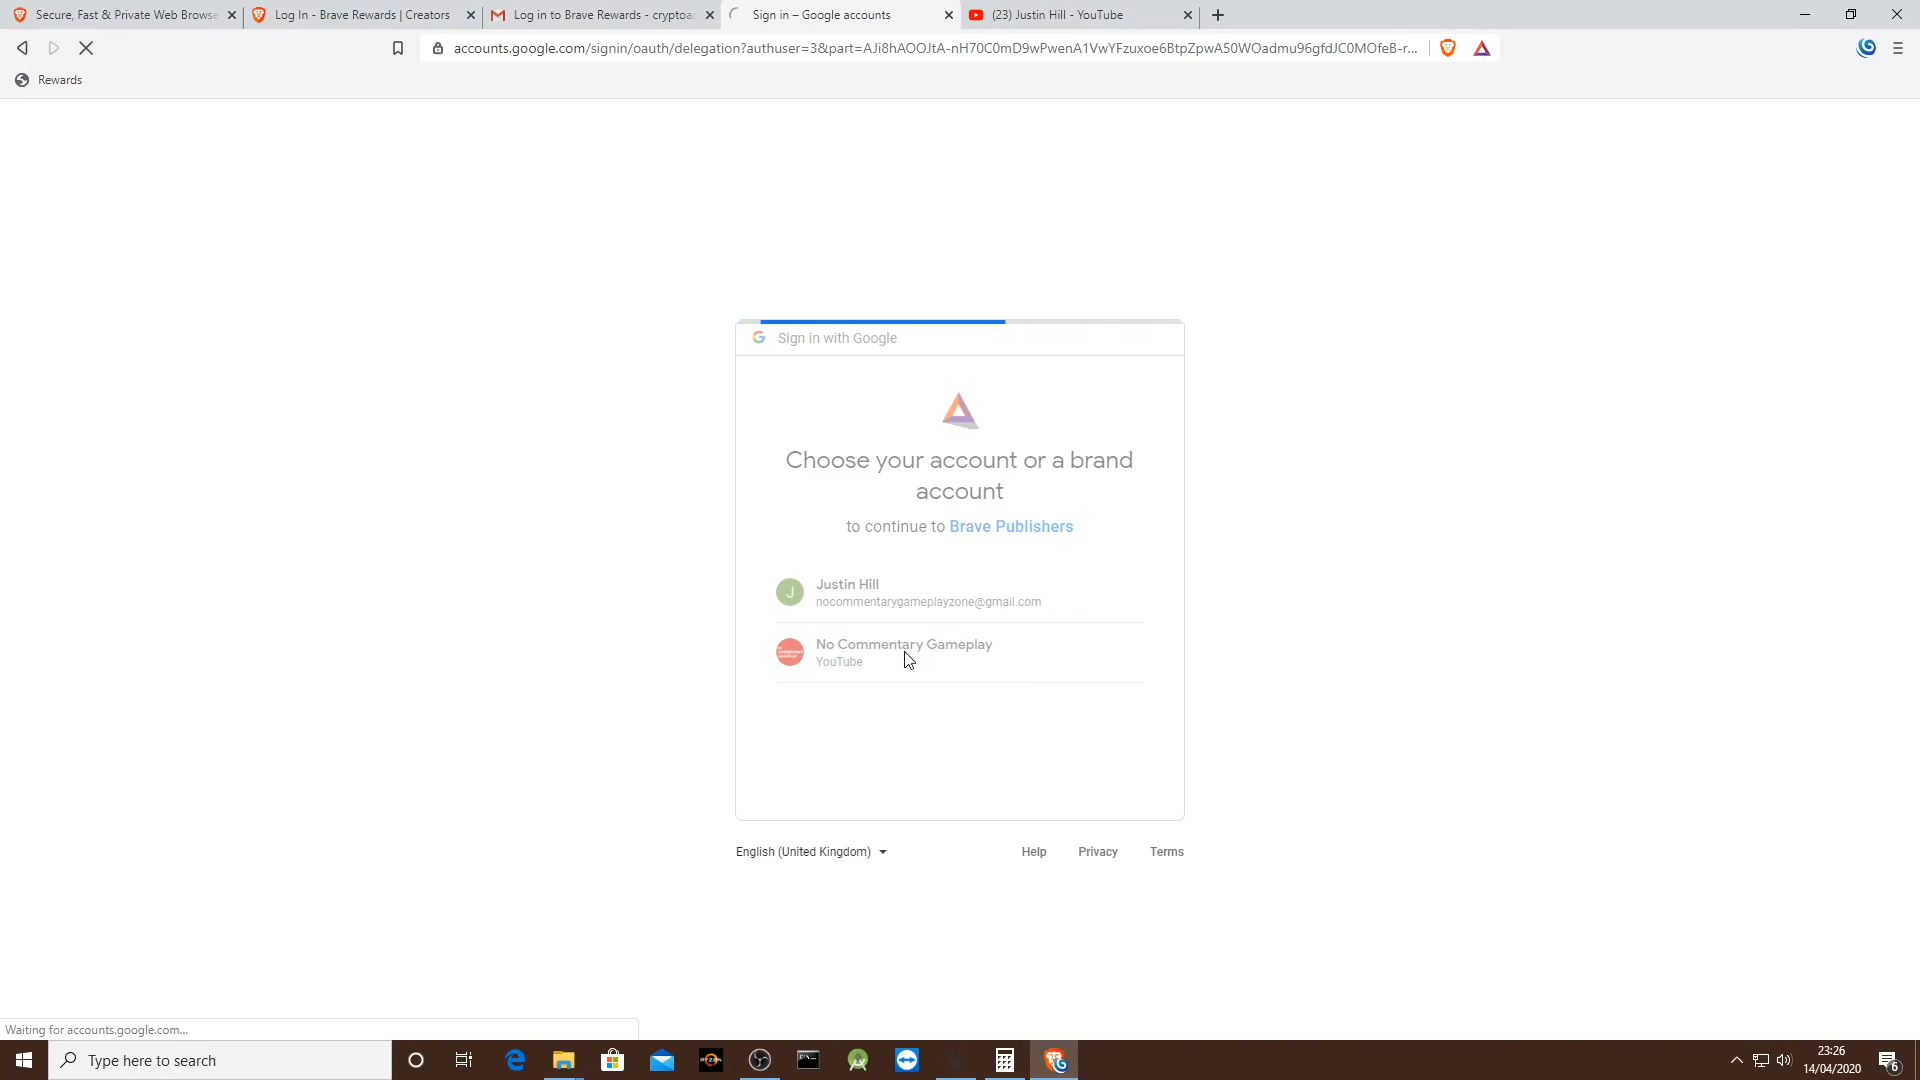 Secure, Fast & Private Web Browse
Log In - Brave Rewards | Creators
Log in to Brave Rewards - cryptoac
Sign in – Google accounts
(23) Justin Hill - YouTube
accounts.google.com/signin/oauth/delegation?authuser=3&part=AJi8hAOOJtA-nH70C0mD9wPwenA1VwYFzuxoe6BtpZpwA50WOadmu96gfdJC0MOfeB-r...
Rewards
Sign in with Google
Choose your account or a brand
account
to continue to Brave Publishers
J
Justin Hill
nocommentarygameplayzone@gmail.com
No Commentary Gameplay
YouTube
English (United Kingdom)
Help
Privacy
Terms
Waiting for accounts.google.com...
Type here to search
RYZEN
23:26
14/04/2020
6